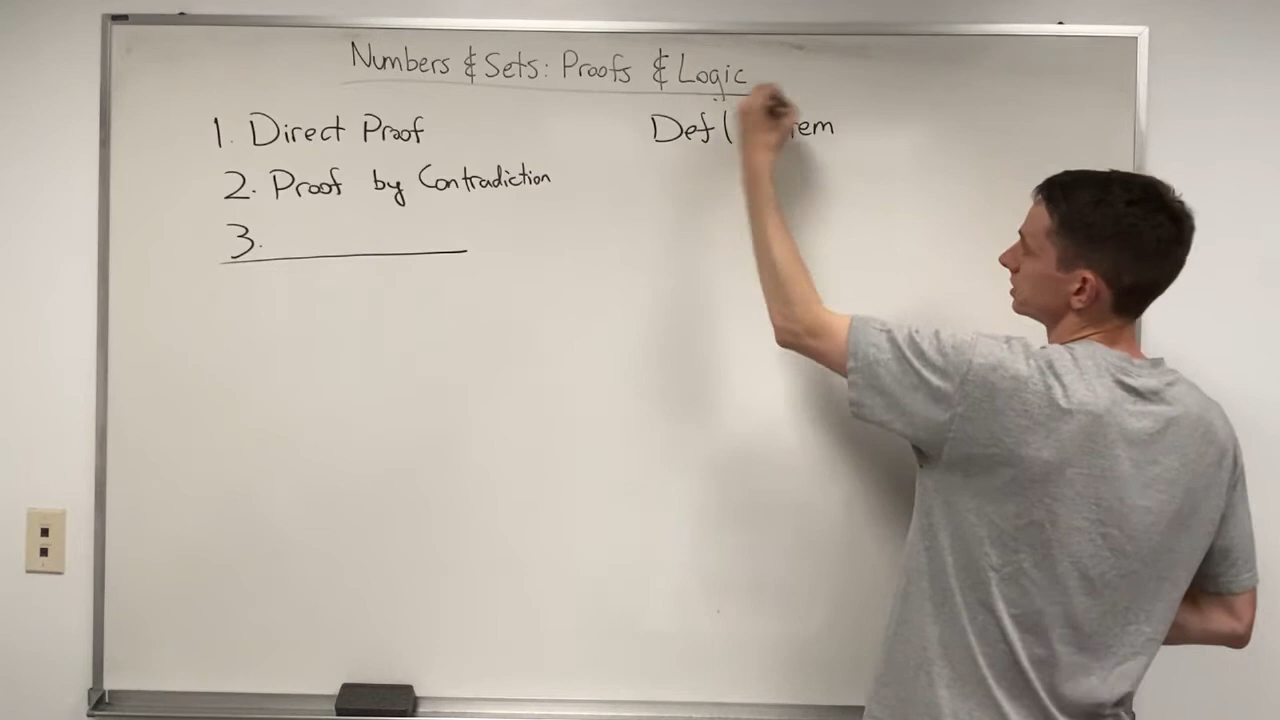 Numbers & Sets: Proofs & Logic
1. Direct Proof
2. Proof by Contradiction
3.
Def (